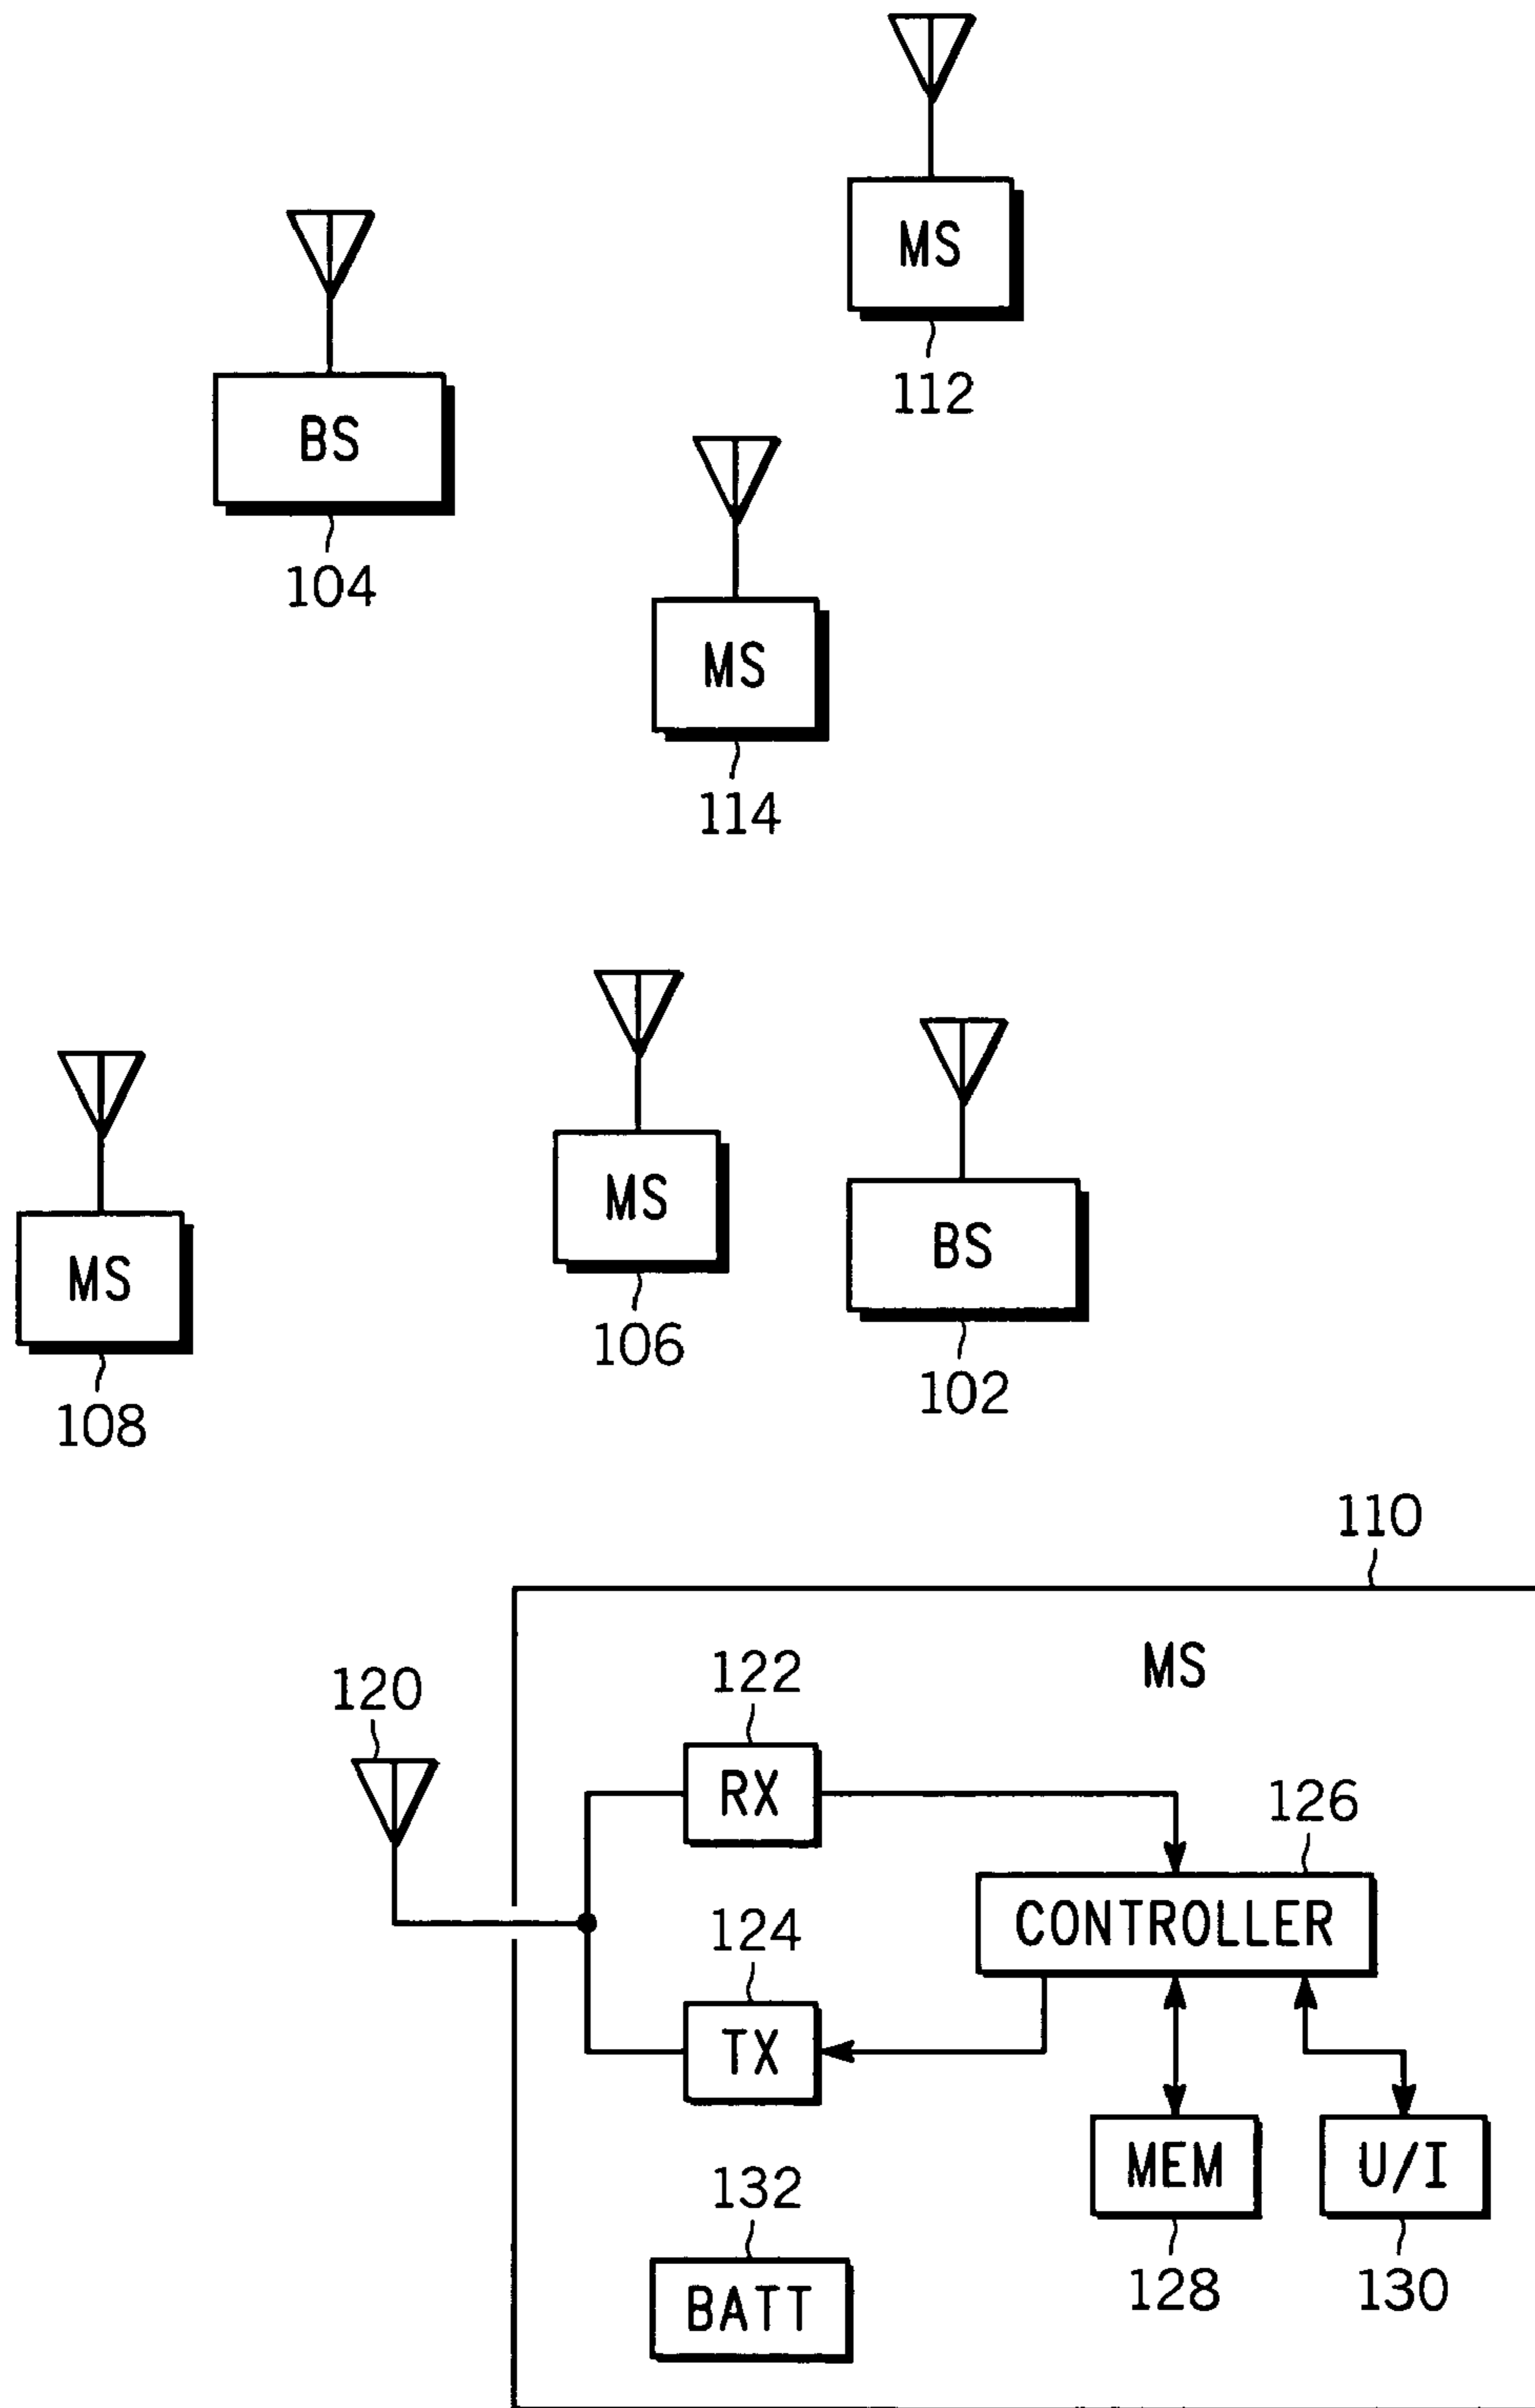 MS
112
BS
104
MS
114
MS
106
BS
102
MS
108
110
MS
120
122
RX
126
CONTROLLER
124
TX
MEM
128
U/I
130
132
BATT